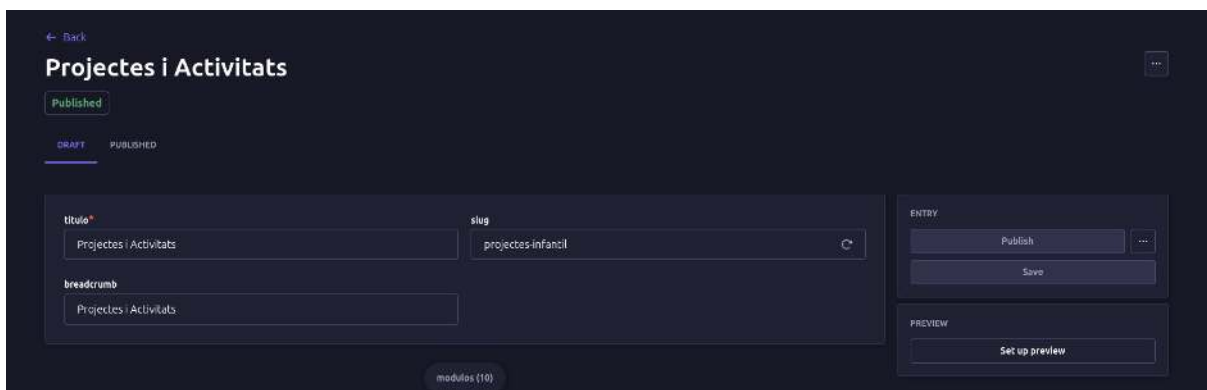 ← Back
Projectes i Activitats
...
Published
DRAFT PUBLISHED
titulo*
Projectes i Activitats
slug
projectes-infantil
breadcrumb
Projectes i Activitats
modulos (10)
ENTRY
Publish
...
Save
PREVIEW
Set up preview